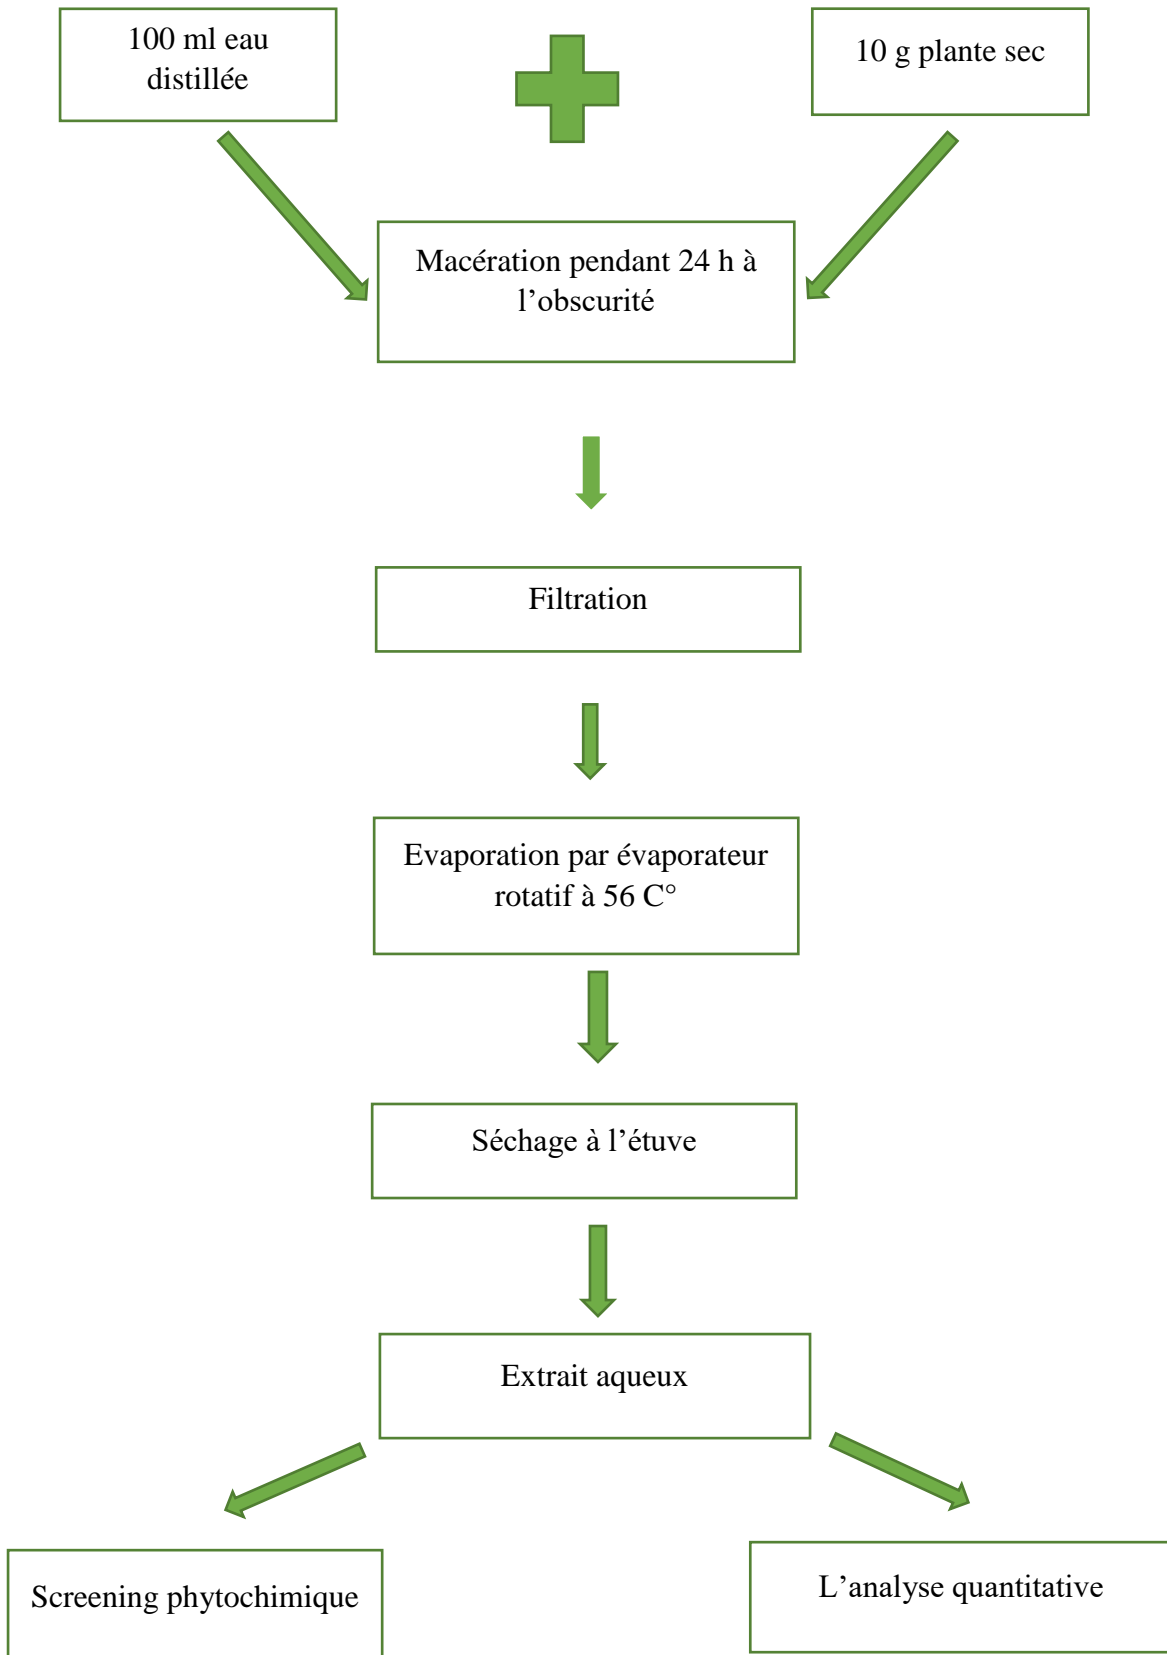 100 ml eau
distillée
10 g plante sec
Macération pendant 24 h à
l’obscurité
Filtration
Evaporation par évaporateur
rotatif à 56 C°
Séchage à l’étuve
Extrait aqueux
Screening phytochimique
L’analyse quantitative